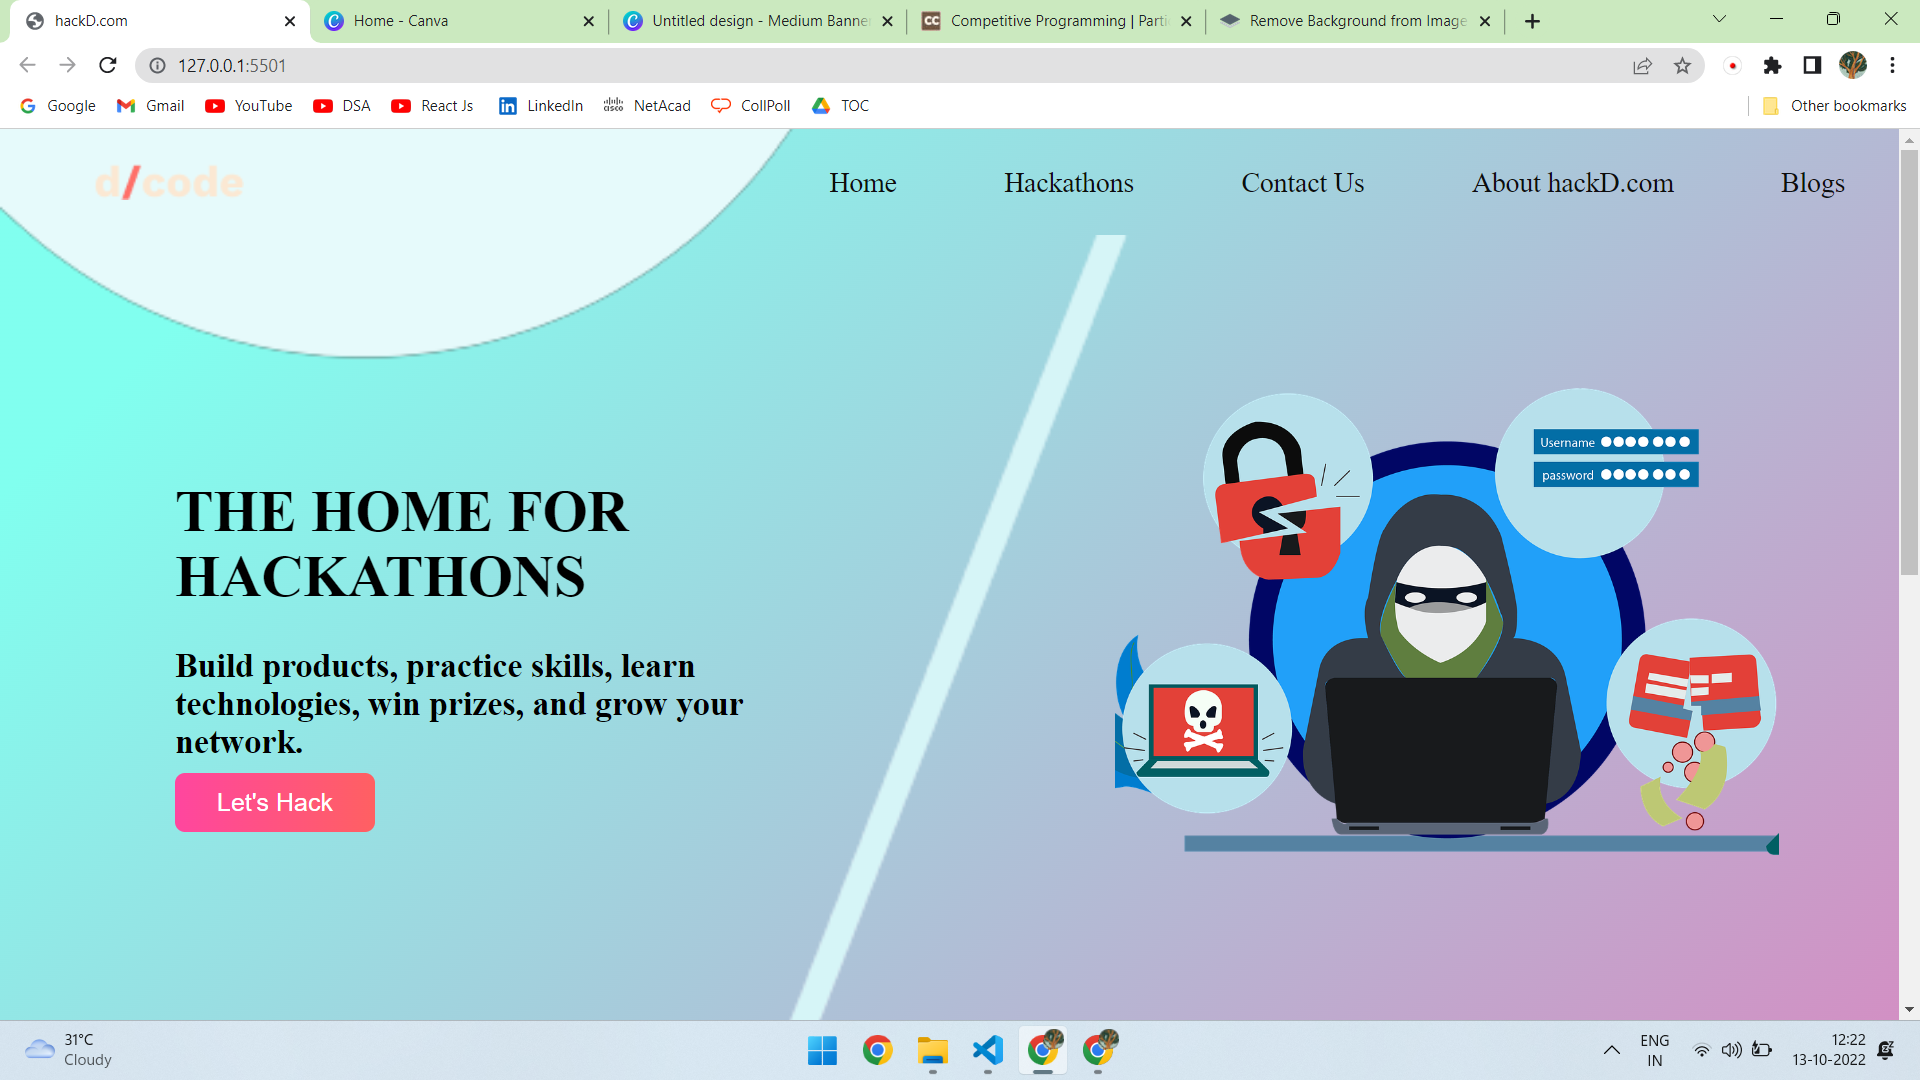 hackD.com
Home - Canva
Untitled design - Medium Banner
Competitive Programming | Parti
Remove Background from Image
127.0.0.1:5501
Google
Gmail
YouTube
DSA
React Js
LinkedIn
NetAcad
CollPoll
TOC
Other bookmarks
d/code
Home
Hackathons
Contact Us
About hackD.com
Blogs
THE HOME FOR
HACKATHONS
Build products, practice skills, learn
technologies, win prizes, and grow your
network.
Let's Hack
Username
password
31°C
Cloudy
ENG
IN
12:22
13-10-2022